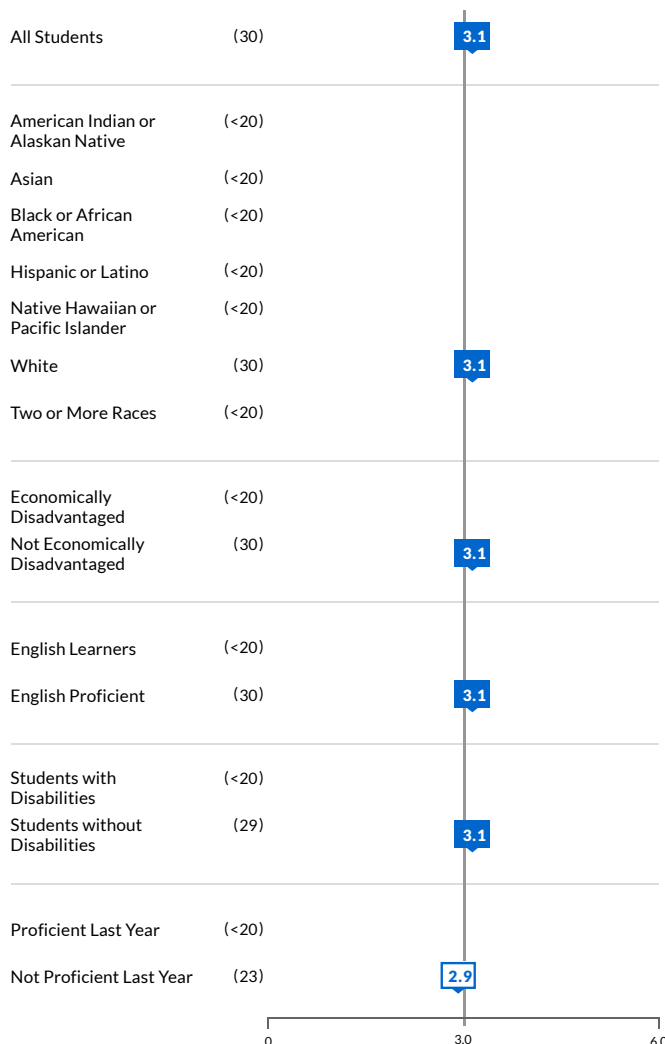 All Students (30) 3.1
American Indian or (<20)
Alaskan Native
Asian (<20)
Black or African (<20)
American
Hispanic or Latino (<20)
Native Hawaiian or (<20)
Pacific Islander
White (30) 3.1
Two or More Races (<20)
Economically (<20)
Disadvantaged
Not Economically (30) 3.1
Disadvantaged
English Learners (<20)
English Proficient (30) 3.1
Students with (<20)
Disabilities
Students without (29) 3.1
Disabilities
Proficient Last Year (<20)
Not Proficient Last Year (23) 2.9
0 3.0 6.0